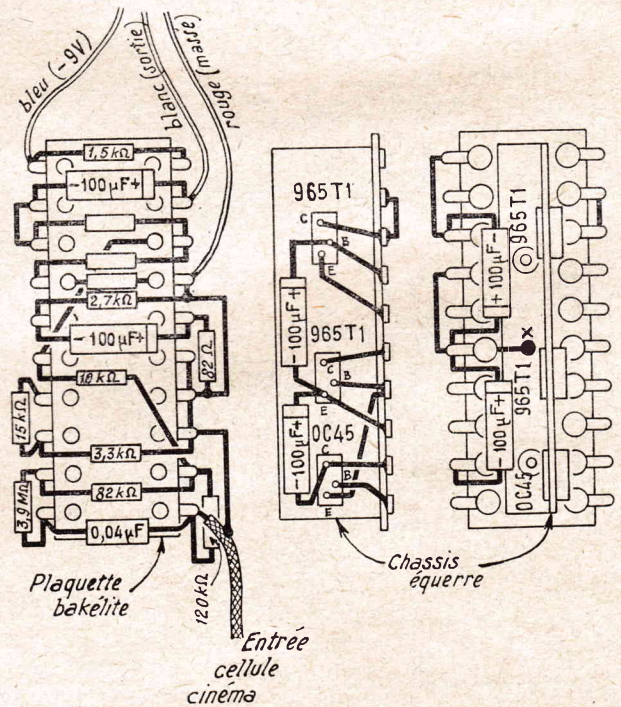 bleu (-9V)
blanc (sortie)
rouge (masse)
1,5kΩ
-100µF+
2,7kΩ
-100µF+
82Ω
18kΩ
15kΩ
3,3kΩ
82kΩ
3,9MΩ
0,04µF
120kΩ
Plaquette
bakélite
Entrée
cellule
cinéma
965T1
C
B
E
-100µF+
965T1
C
B
E
-100µF+
OC45
C
B
E
Chassis
équerre
965T1
+100µF-
X
965T1
-100µF+
OC45